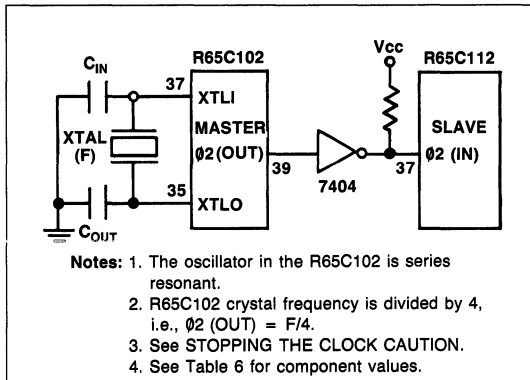 Vcc
R65C102
R65C112
CIN
37
XTLI
XTAL
(F)
MASTER
SLAVE
Ø2 (OUT)
39
7404
37
Ø2 (IN)
35
XTLO
COUT
Notes: 1. The oscillator in the R65C102 is series
resonant.
2. R65C102 crystal frequency is divided by 4,
i.e., Ø2 (OUT) = F/4.
3. See STOPPING THE CLOCK CAUTION.
4. See Table 6 for component values.